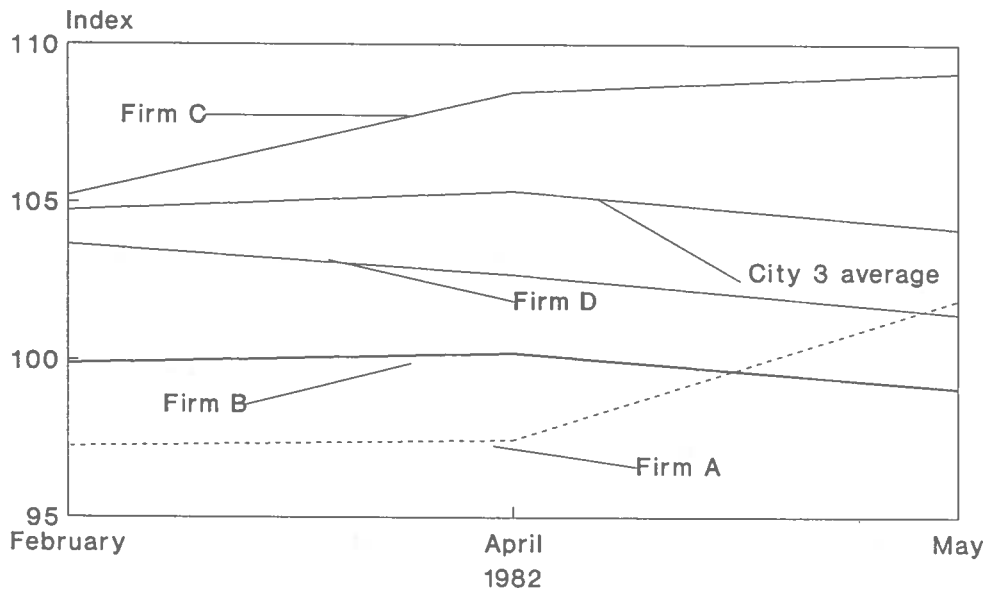 Index
110
Firm C
105
City 3 average
Firm D
100
Firm B
Firm A
95
February April May
1982